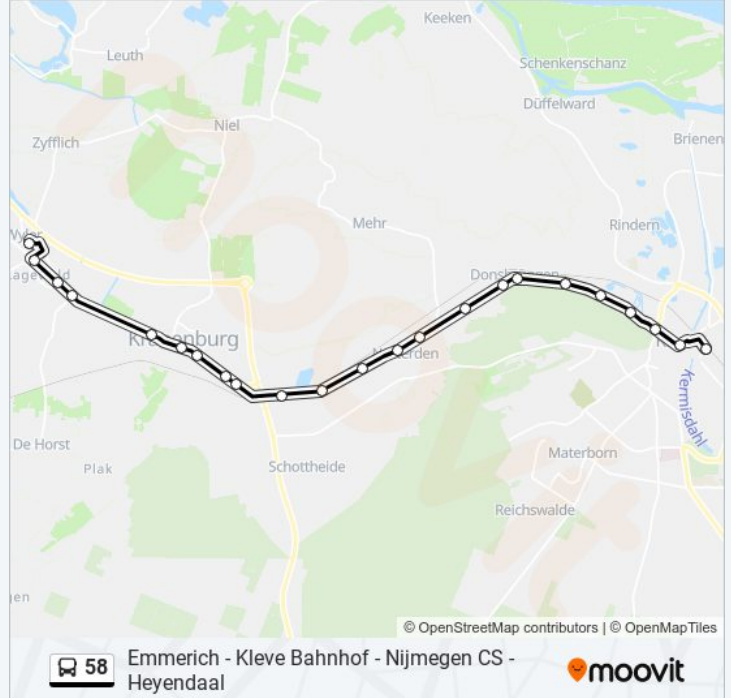 Keeken
Leuth
Schenkenschanz
Düffelward
Niel
Zyfflich
Brienen
Mehr
Rindern
Wyler
De Horst
Plak
Schottheide
Materborn
Kermisdahl
Reichswalde
© OpenStreetMap contributors | © OpenMapTiles
58
Emmerich - Kleve Bahnhof - Nijmegen CS -
Heyendaal
moovit